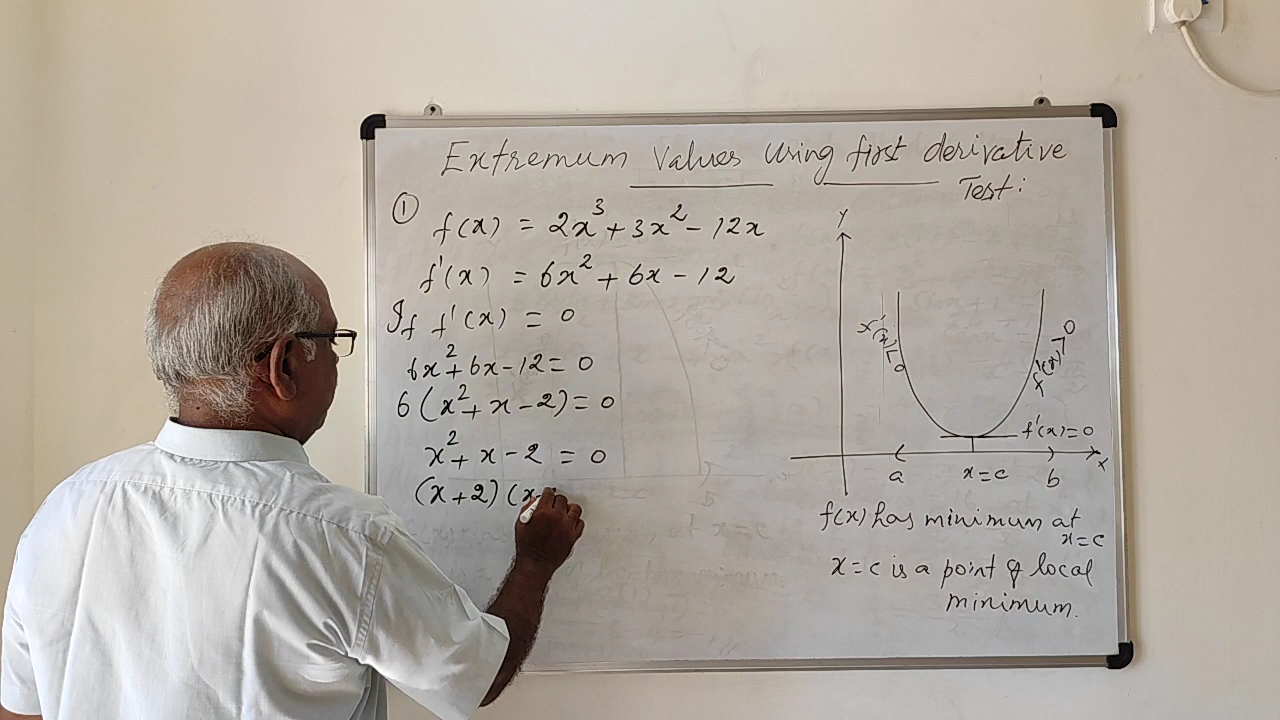 Extremum values using first derivative
Test:
① f(x) = 2x³ + 3x² - 12x
f'(x) = 6x² + 6x - 12
If f'(x) = 0
6x² + 6x - 12 = 0
6(x² + x - 2) = 0
x² + x - 2 = 0
(x + 2) (x -
Y
f'(x) < 0
f'(x) > 0
f'(x) = 0
a
x = c
b
x
f(x) has minimum at
x = c
x = c is a point of local
minimum.